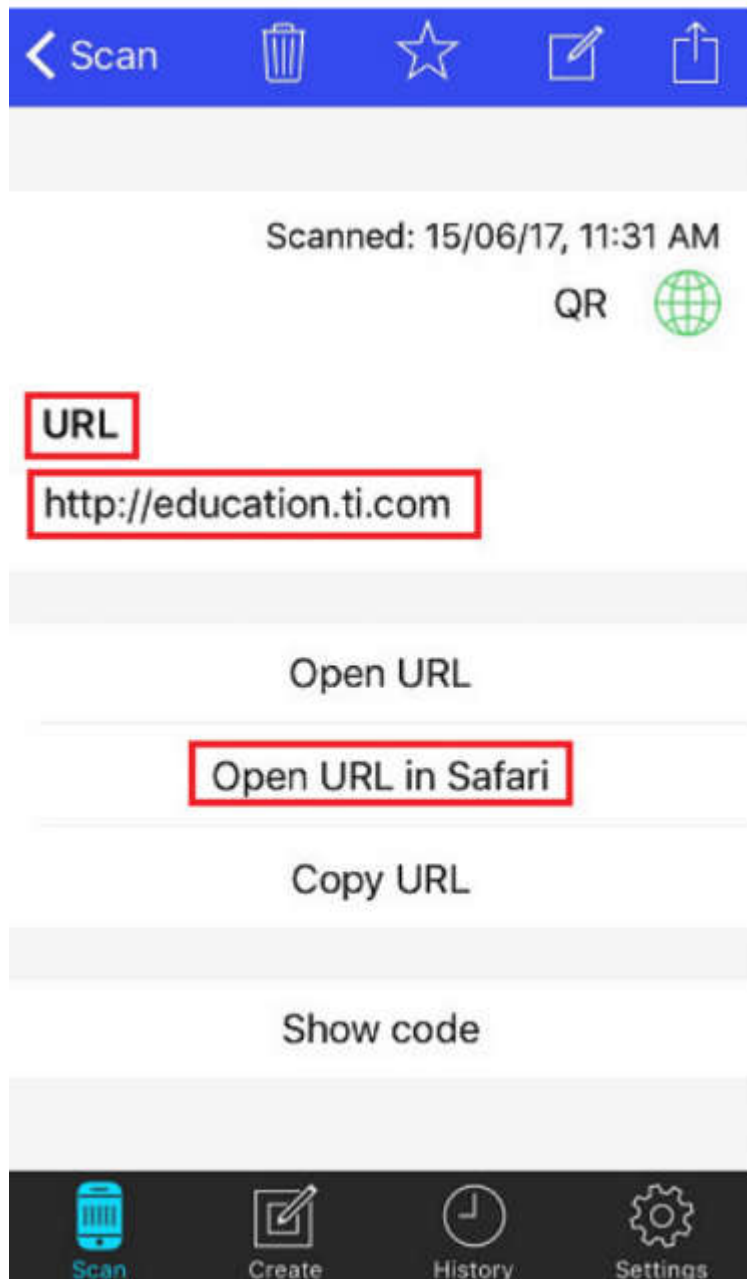 Scan
Scanned: 15/06/17, 11:31 AM
QR
URL
http://education.ti.com
Open URL
Open URL in Safari
Copy URL
Show code
Scan Create History Settings